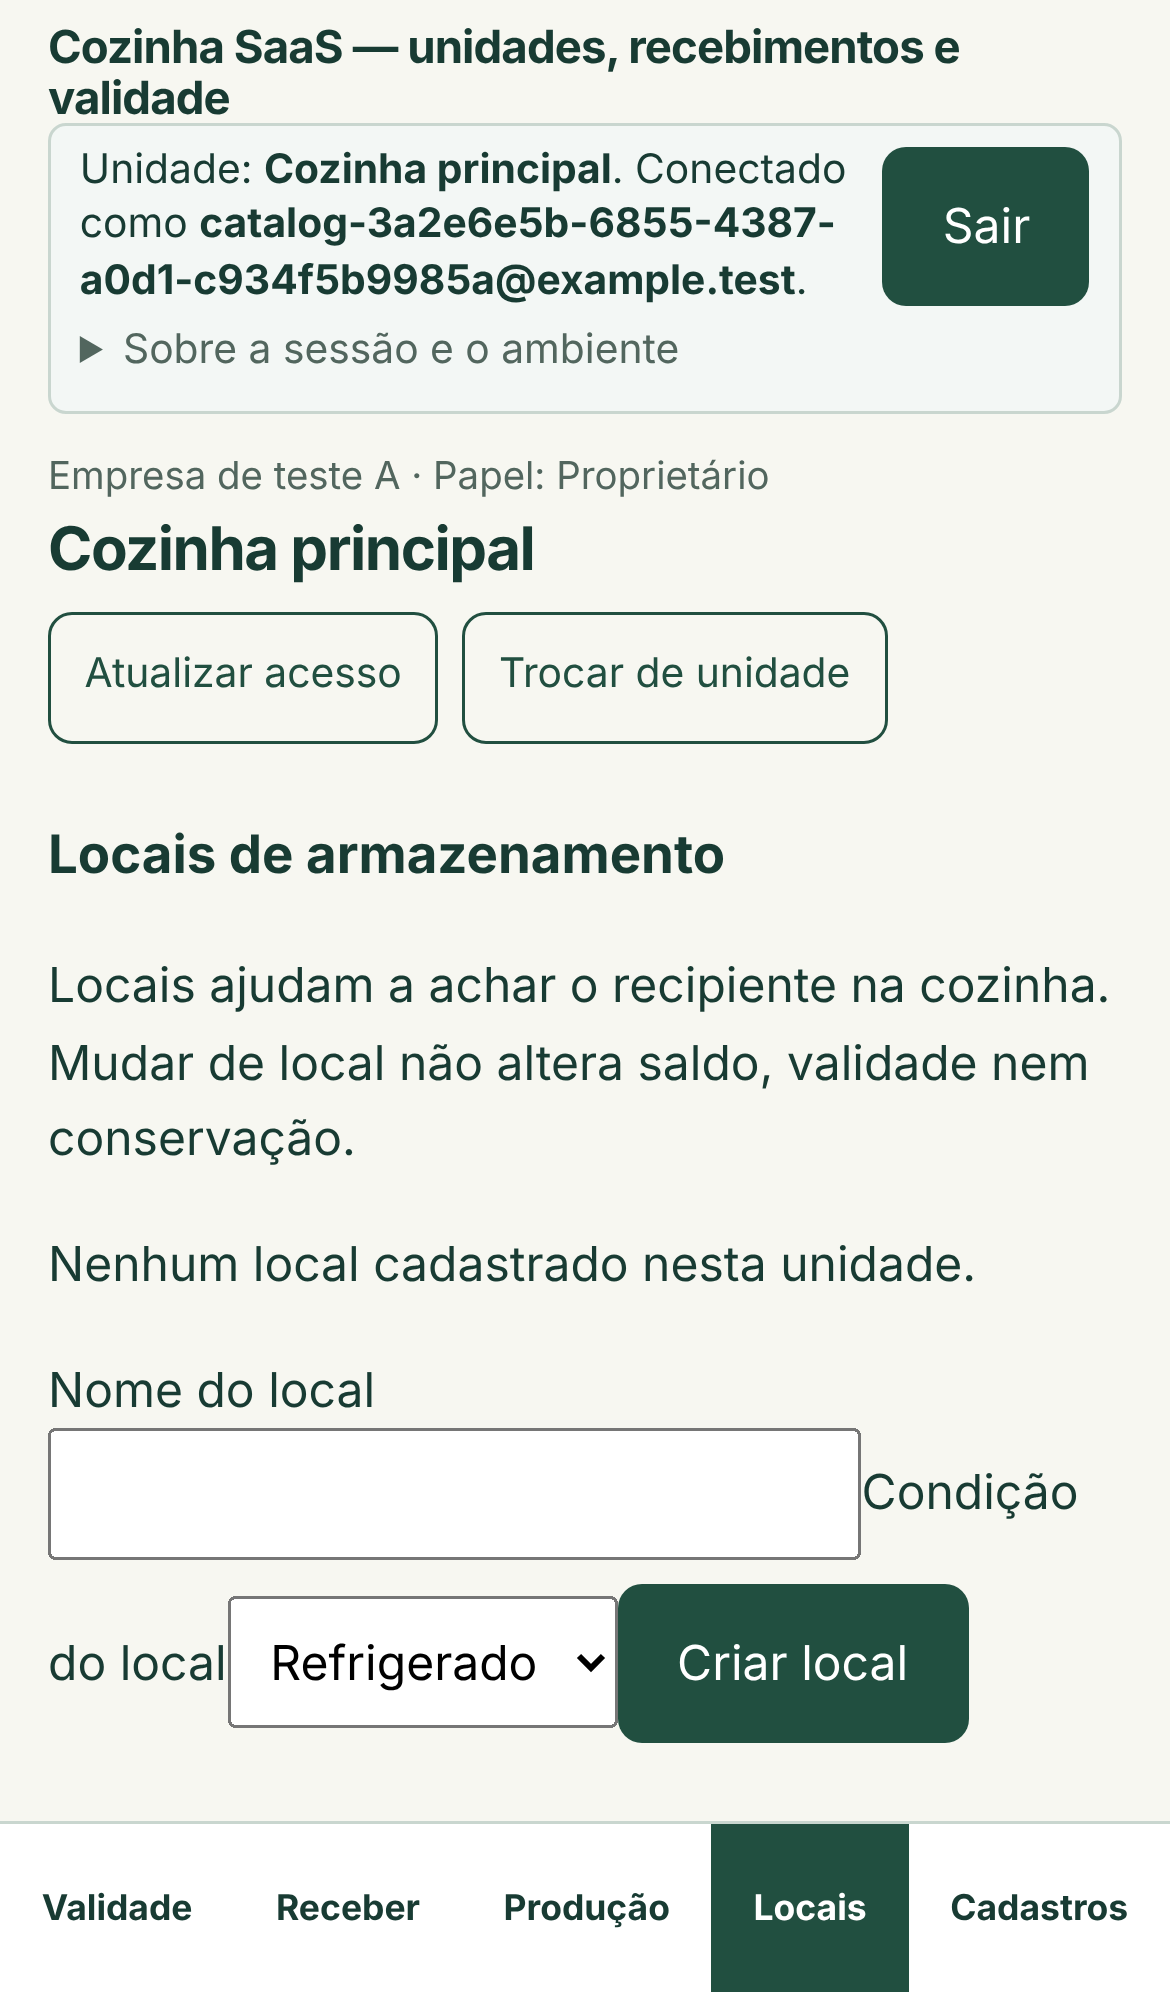 Cozinha SaaS — unidades, recebimentos e
validade
Unidade: Cozinha principal. Conectado
como catalog-3a2e6e5b-6855-4387-
a0d1-c934f5b9985a@example.test.
Sair
▶ Sobre a sessão e o ambiente
Empresa de teste A · Papel: Proprietário
Cozinha principal
Atualizar acesso
Trocar de unidade
Locais de armazenamento
Locais ajudam a achar o recipiente na cozinha.
Mudar de local não altera saldo, validade nem
conservação.
Nenhum local cadastrado nesta unidade.
Nome do local
Condição
do local
Refrigerado
Criar local
Validade
Receber
Produção
Locais
Cadastros